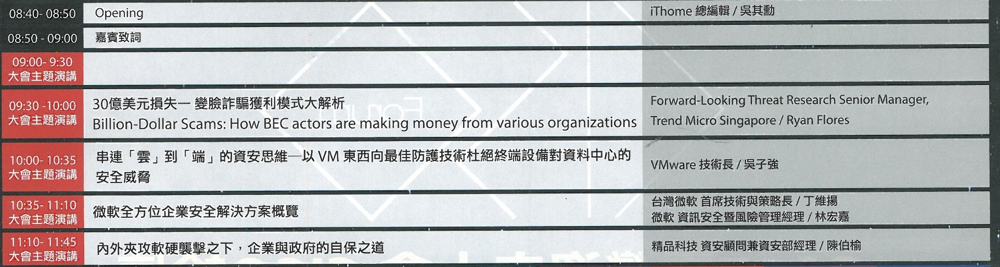 08:40- 08:50 Opening iThome 總編輯 / 吳其勳
08:50 - 09:00 嘉賓致詞
09:00- 9:30
大會主題演講
09:30 -10:00
大會主題演講
30億美元損失— 變臉詐騙獲利模式大解析
Billion-Dollar Scams: How BEC actors are making money from various organizations
Forward-Looking Threat Research Senior Manager,
Trend Micro Singapore / Ryan Flores
10:00- 10:35
大會主題演講
串連「雲」到「端」的資安思維—以 VM 東西向最佳防護技術杜絕終端設備對資料中心的
安全威脅
VMware 技術長 / 吳子強
10:35- 11:10
大會主題演講
微軟全方位企業安全解決方案概覽
台灣微軟 首席技術與策略長 / 丁維揚
微軟 資訊安全暨風險管理經理 / 林宏嘉
11:10- 11:45
大會主題演講
內外夾攻軟硬襲擊之下，企業與政府的自保之道
精品科技 資安顧問兼資安部經理 / 陳伯榆